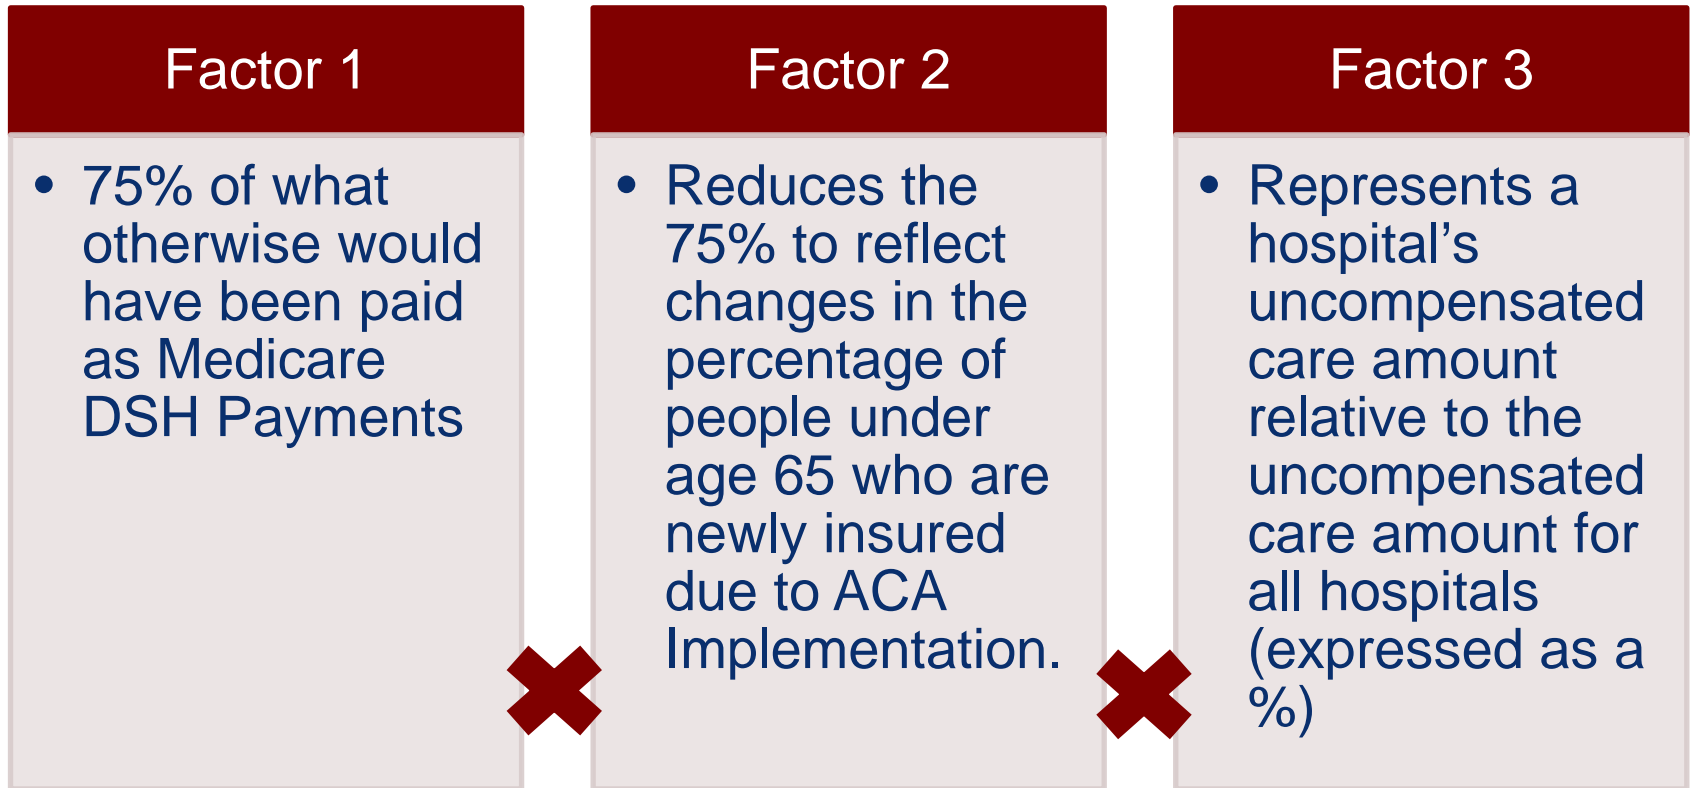 Factor 1
• 75% of what
otherwise would
have been paid
as Medicare
DSH Payments
Factor 2
• Reduces the
75% to reflect
changes in the
percentage of
people under
age 65 who are
newly insured
due to ACA
Implementation.
Factor 3
• Represents a
hospital’s
uncompensated
care amount
relative to the
uncompensated
care amount for
all hospitals
(expressed as a
%)